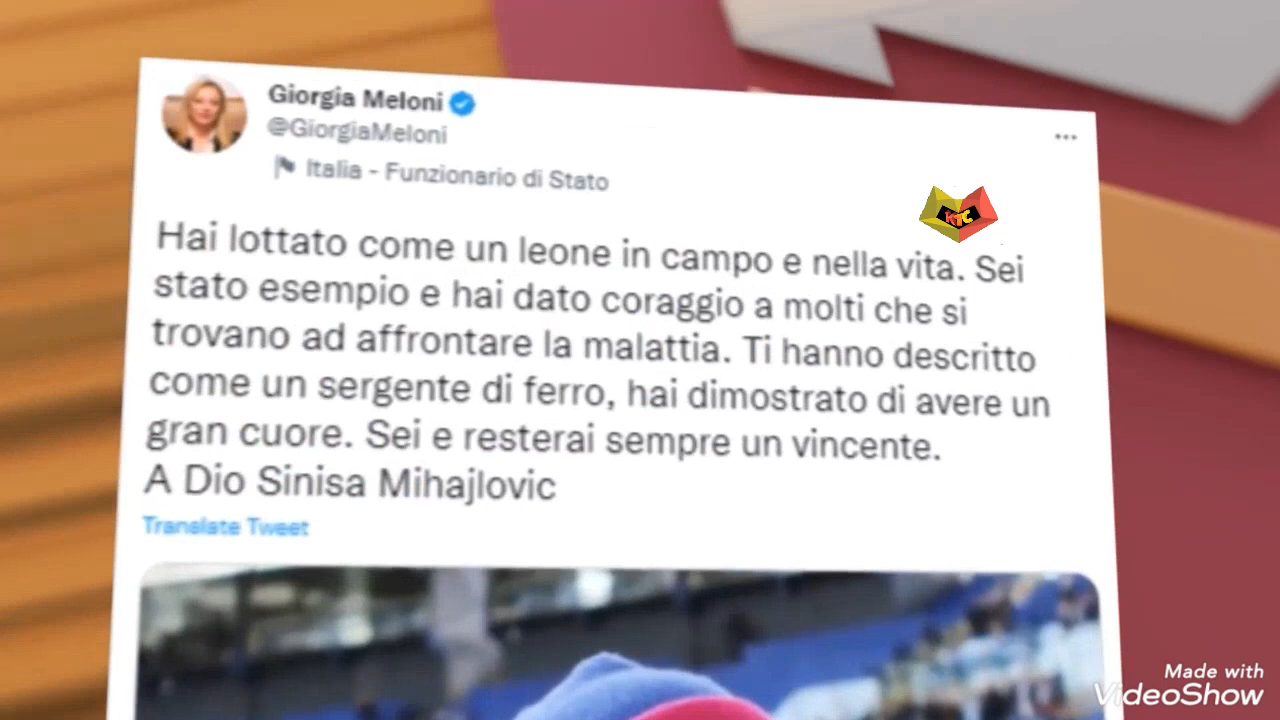 Giorgia Meloni
@GiorgiaMeloni
Italia - Funzionario di Stato
KTC
Hai lottato come un leone in campo e nella vita. Sei
stato esempio e hai dato coraggio a molti che si
trovano ad affrontare la malattia. Ti hanno descritto
come un sergente di ferro, hai dimostrato di avere un
gran cuore. Sei e resterai sempre un vincente.
A Dio Sinisa Mihajlovic
Translate Tweet
Made with
VideoShow